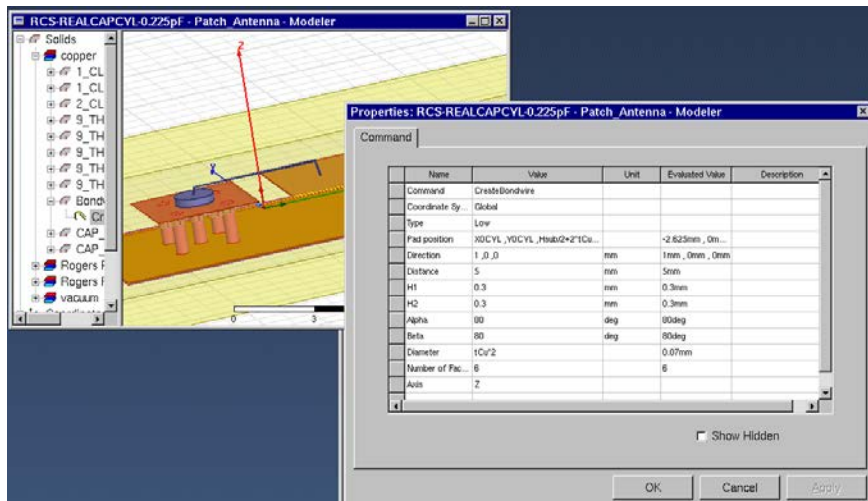 RCS-REALCAPCYL-0.225pF - Patch_Antenna - Modeler
Solids
copper
1_CL
1_CL
2_CL
9_TH
9_TH
9_TH
9_TH
9_TH
Bondw
Cr
CAP_
CAP_
Rogers F
Rogers F
vacuum
Z
0 3
Properties: RCS-REALCAPCYL-0.225pF - Patch_Antenna - Modeler
Command
Name Value Unit Evaluated Value Description
Command CreateBondwire
Coordinate Sy... Global
Type Low
Pad position X0CYL ,Y0CYL ,Hsub/2+2*tCu... -2.625mm , 0m...
Direction 1 ,0 ,0 mm 1mm , 0mm , 0mm
Distance 5 mm 5mm
H1 0.3 mm 0.3mm
H2 0.3 mm 0.3mm
Alpha 80 deg 80deg
Beta 80 deg 80deg
Diameter tCu*2 0.07mm
Number of Fac... 6 6
Axis Z
Show Hidden
OK Cancel Apply